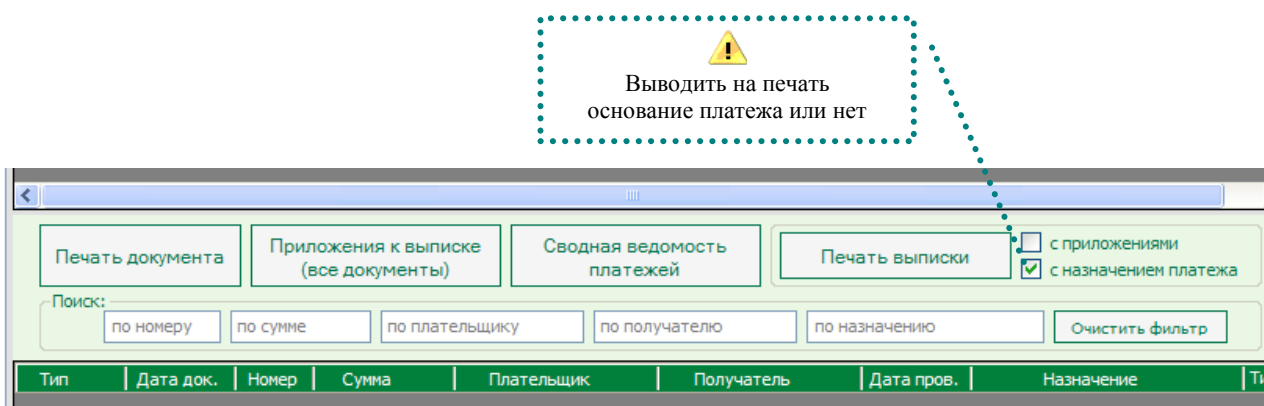 Выводить на печать
основание платежа или нет
Печать документа
Приложения к выписке
(все документы)
Сводная ведомость
платежей
Печать выписки
с приложениями
с назначением платежа
Поиск:
по номеру
по сумме
по плательщику
по получателю
по назначению
Очистить фильтр
Тип Дата док. Номер Сумма Плательщик Получатель Дата пров. Назначение